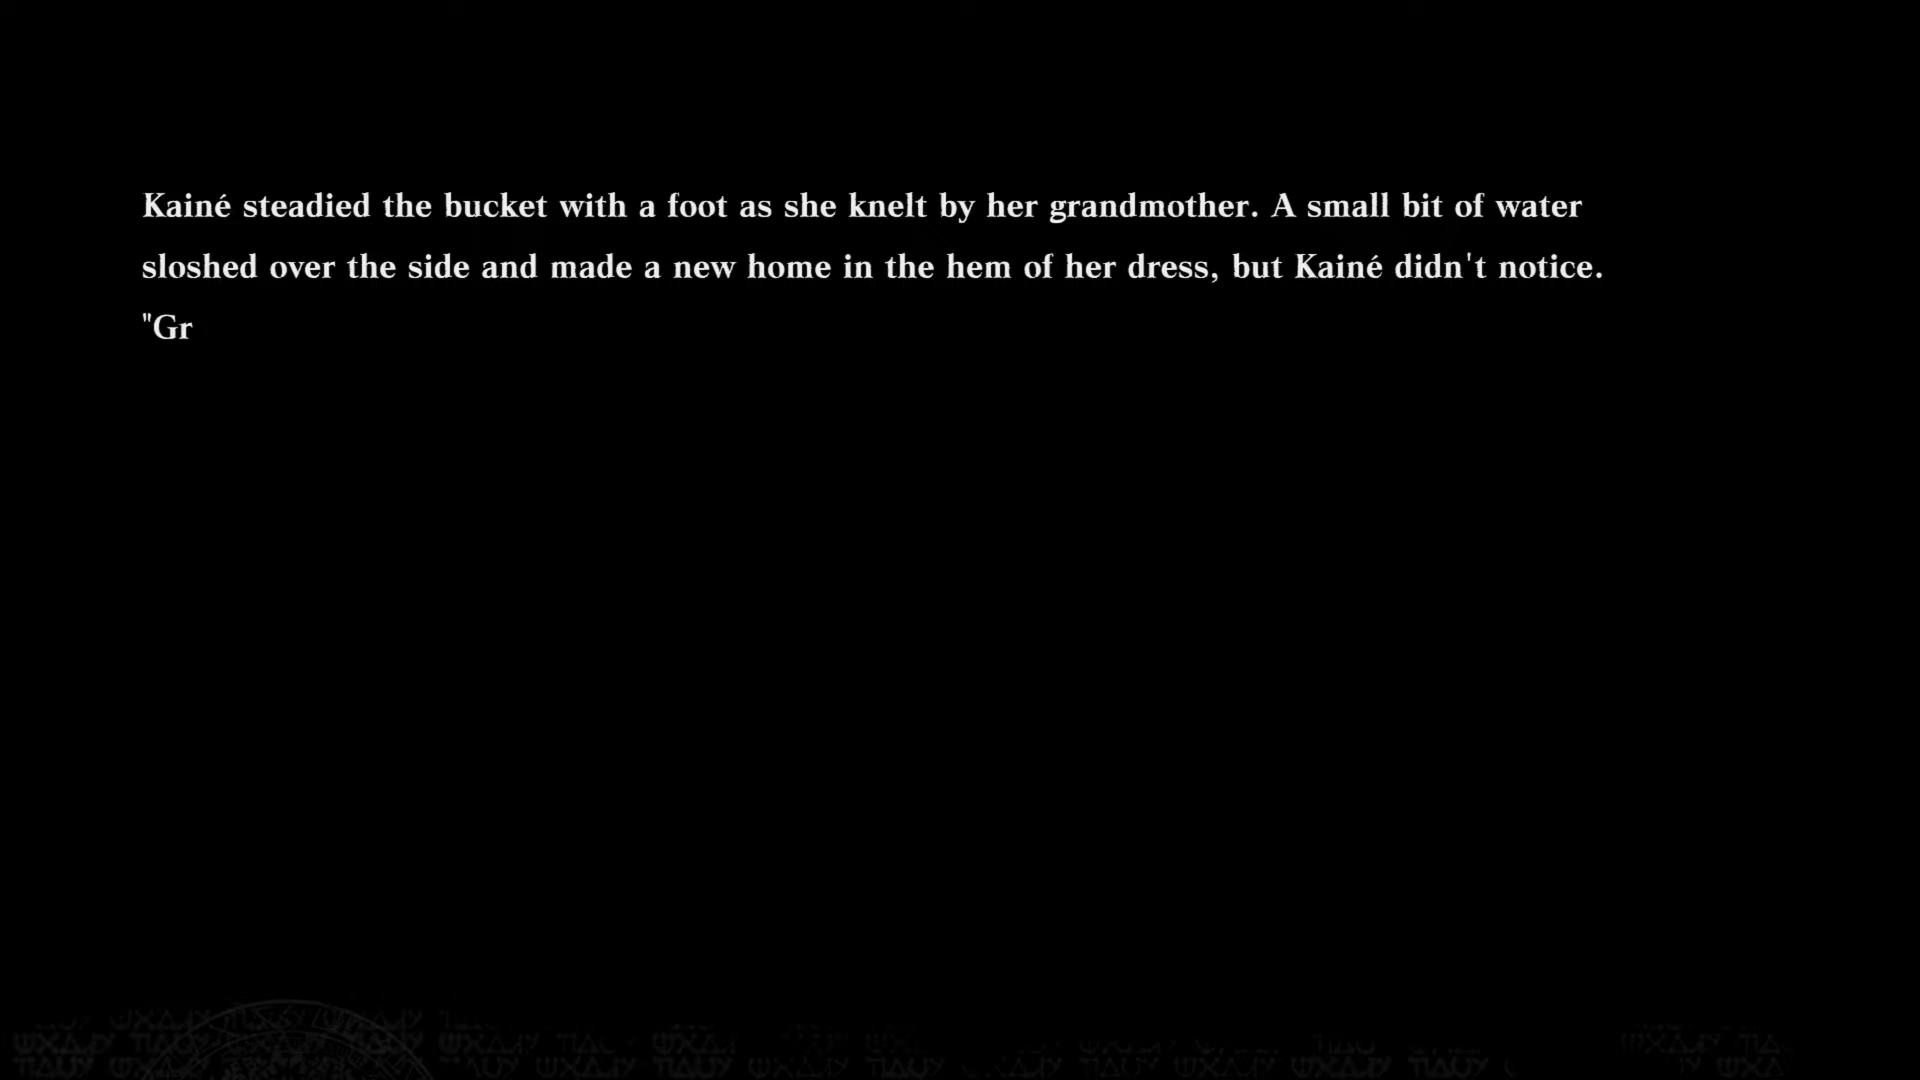 Kainé steadied the bucket with a foot as she knelt by her grandmother. A small bit of water
sloshed over the side and made a new home in the hem of her dress, but Kainé didn't notice.
"Gr